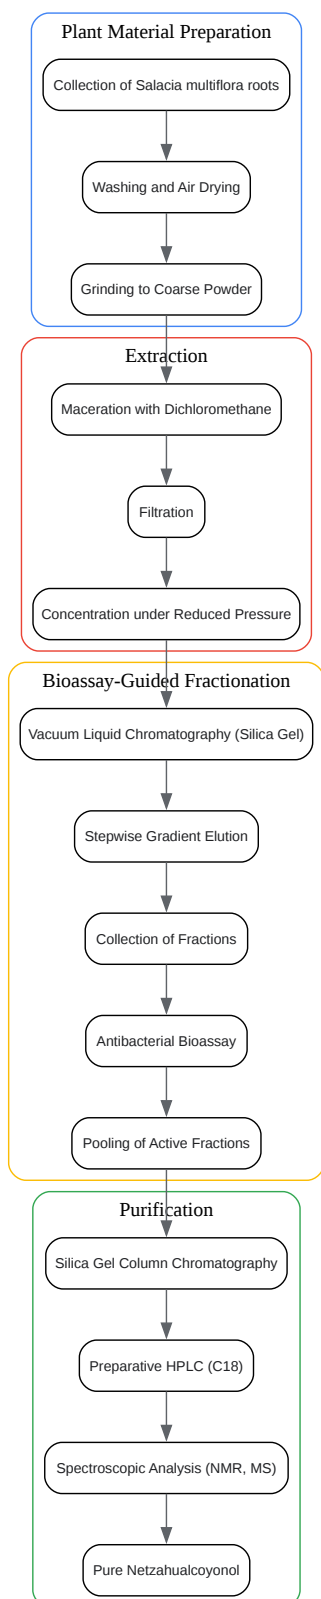 Plant Material Preparation
Collection of Salacia multiflora roots
Washing and Air Drying
Grinding to Coarse Powder
Extraction
Maceration with Dichloromethane
Filtration
Concentration under Reduced Pressure
Bioassay-Guided Fractionation
Vacuum Liquid Chromatography (Silica Gel)
Stepwise Gradient Elution
Collection of Fractions
Antibacterial Bioassay
Pooling of Active Fractions
Purification
Silica Gel Column Chromatography
Preparative HPLC (C18)
Spectroscopic Analysis (NMR, MS)
Pure Netzahualcoyonol